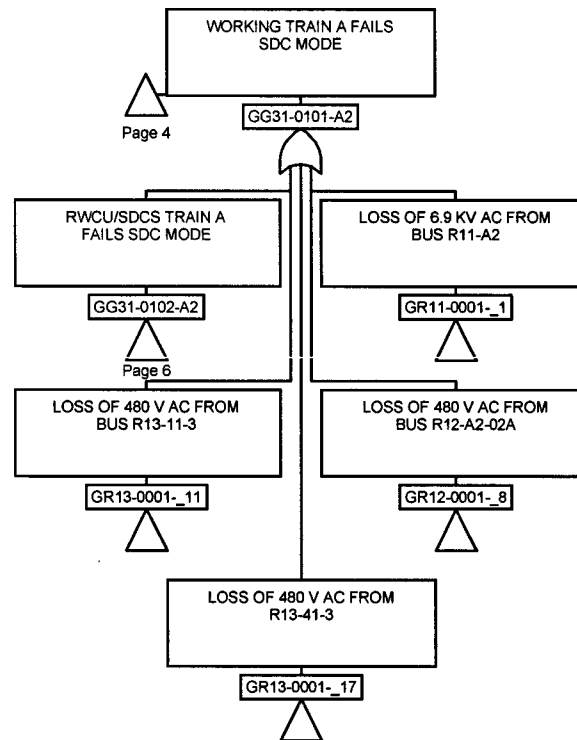 WORKING TRAIN A FAILS
SDC MODE
Page 4
GG31-0101-A2
RWCU/SDCS TRAIN A
FAILS SDC MODE
GG31-0102-A2
Page 6
LOSS OF 6.9 KV AC FROM
BUS R11-A2
GR11-0001-_1
LOSS OF 480 V AC FROM
BUS R13-11-3
GR13-0001-_11
LOSS OF 480 V AC FROM
BUS R12-A2-02A
GR12-0001-_8
LOSS OF 480 V AC FROM
R13-41-3
GR13-0001-_17